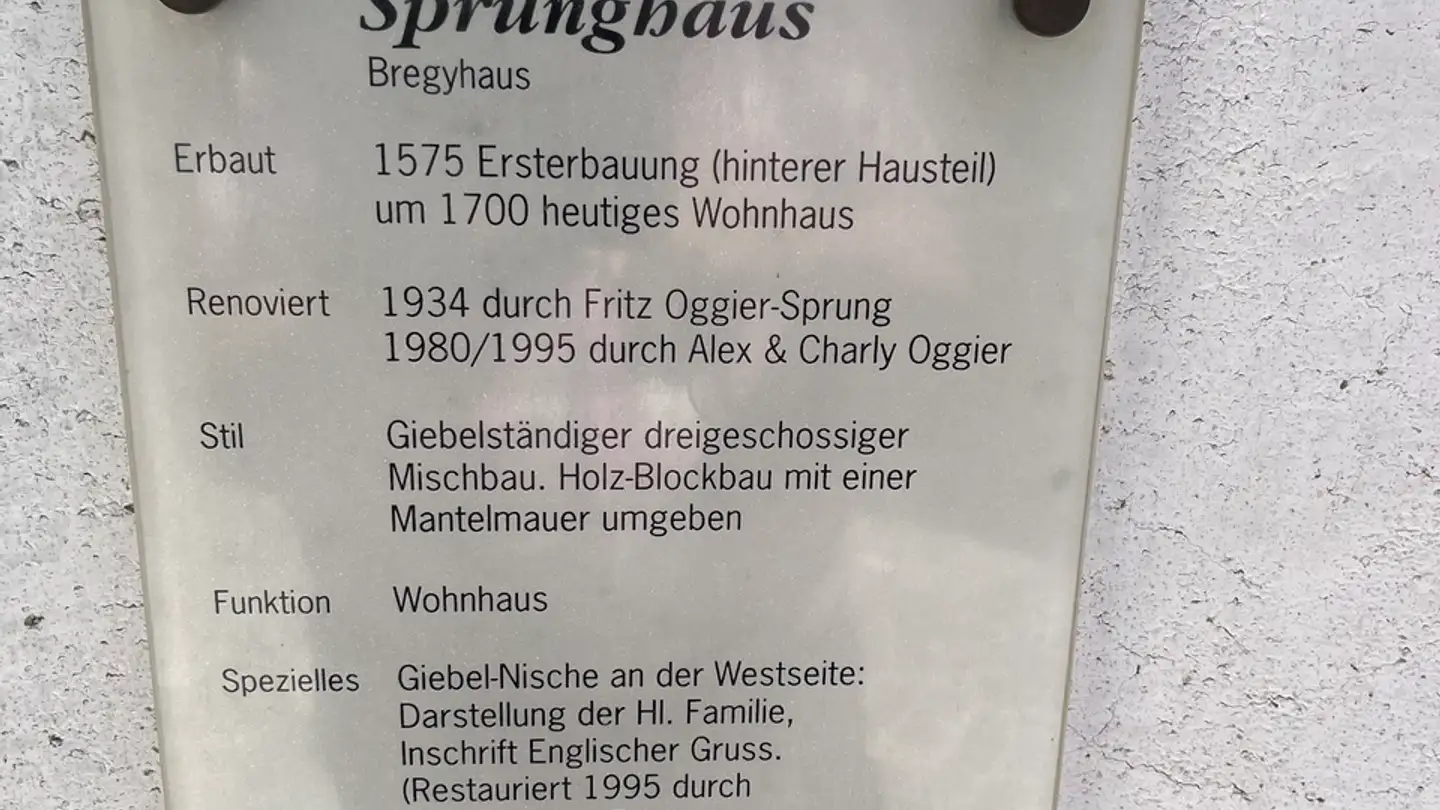 Sprunghaus
Bregyhaus
Erbaut 1575 Ersterbauung (hinterer Hausteil)
um 1700 heutiges Wohnhaus
Renoviert 1934 durch Fritz Oggier-Sprung
1980/1995 durch Alex & Charly Oggier
Stil Giebelständiger dreigeschossiger
Mischbau. Holz-Blockbau mit einer
Mantelmauer umgeben
Funktion Wohnhaus
Spezielles Giebel-Nische an der Westseite:
Darstellung der Hl. Familie,
Inschrift Englischer Gruss.
(Restauriert 1995 durch